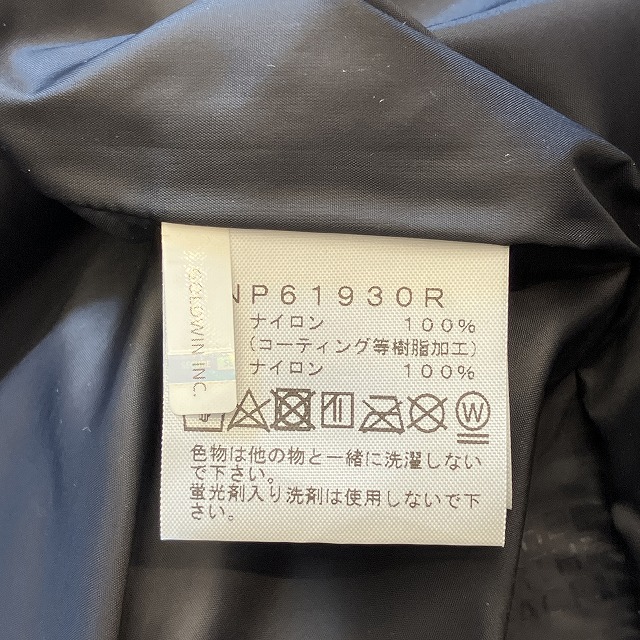 NP61930R
ナイロン 100%
(コーティング等樹脂加工)
ナイロン 100%
W
色物は他の物と一緒に洗濯しない
で下さい。
蛍光剤入り洗剤は使用しないで下
さい。
GOLDWIN INC.